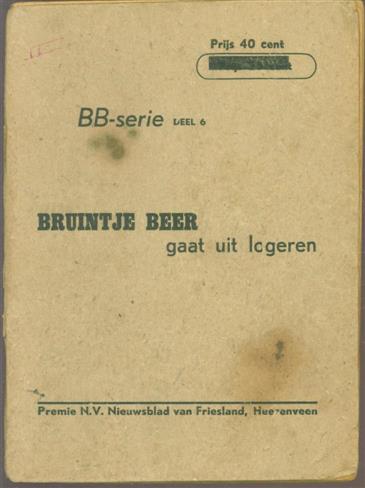 Prijs 40 cent
BB-serie DEEL 6
BRUINTJE BEER
gaat uit logeren
Premie N.V. Nieuwsblad van Friesland, Heerenveen